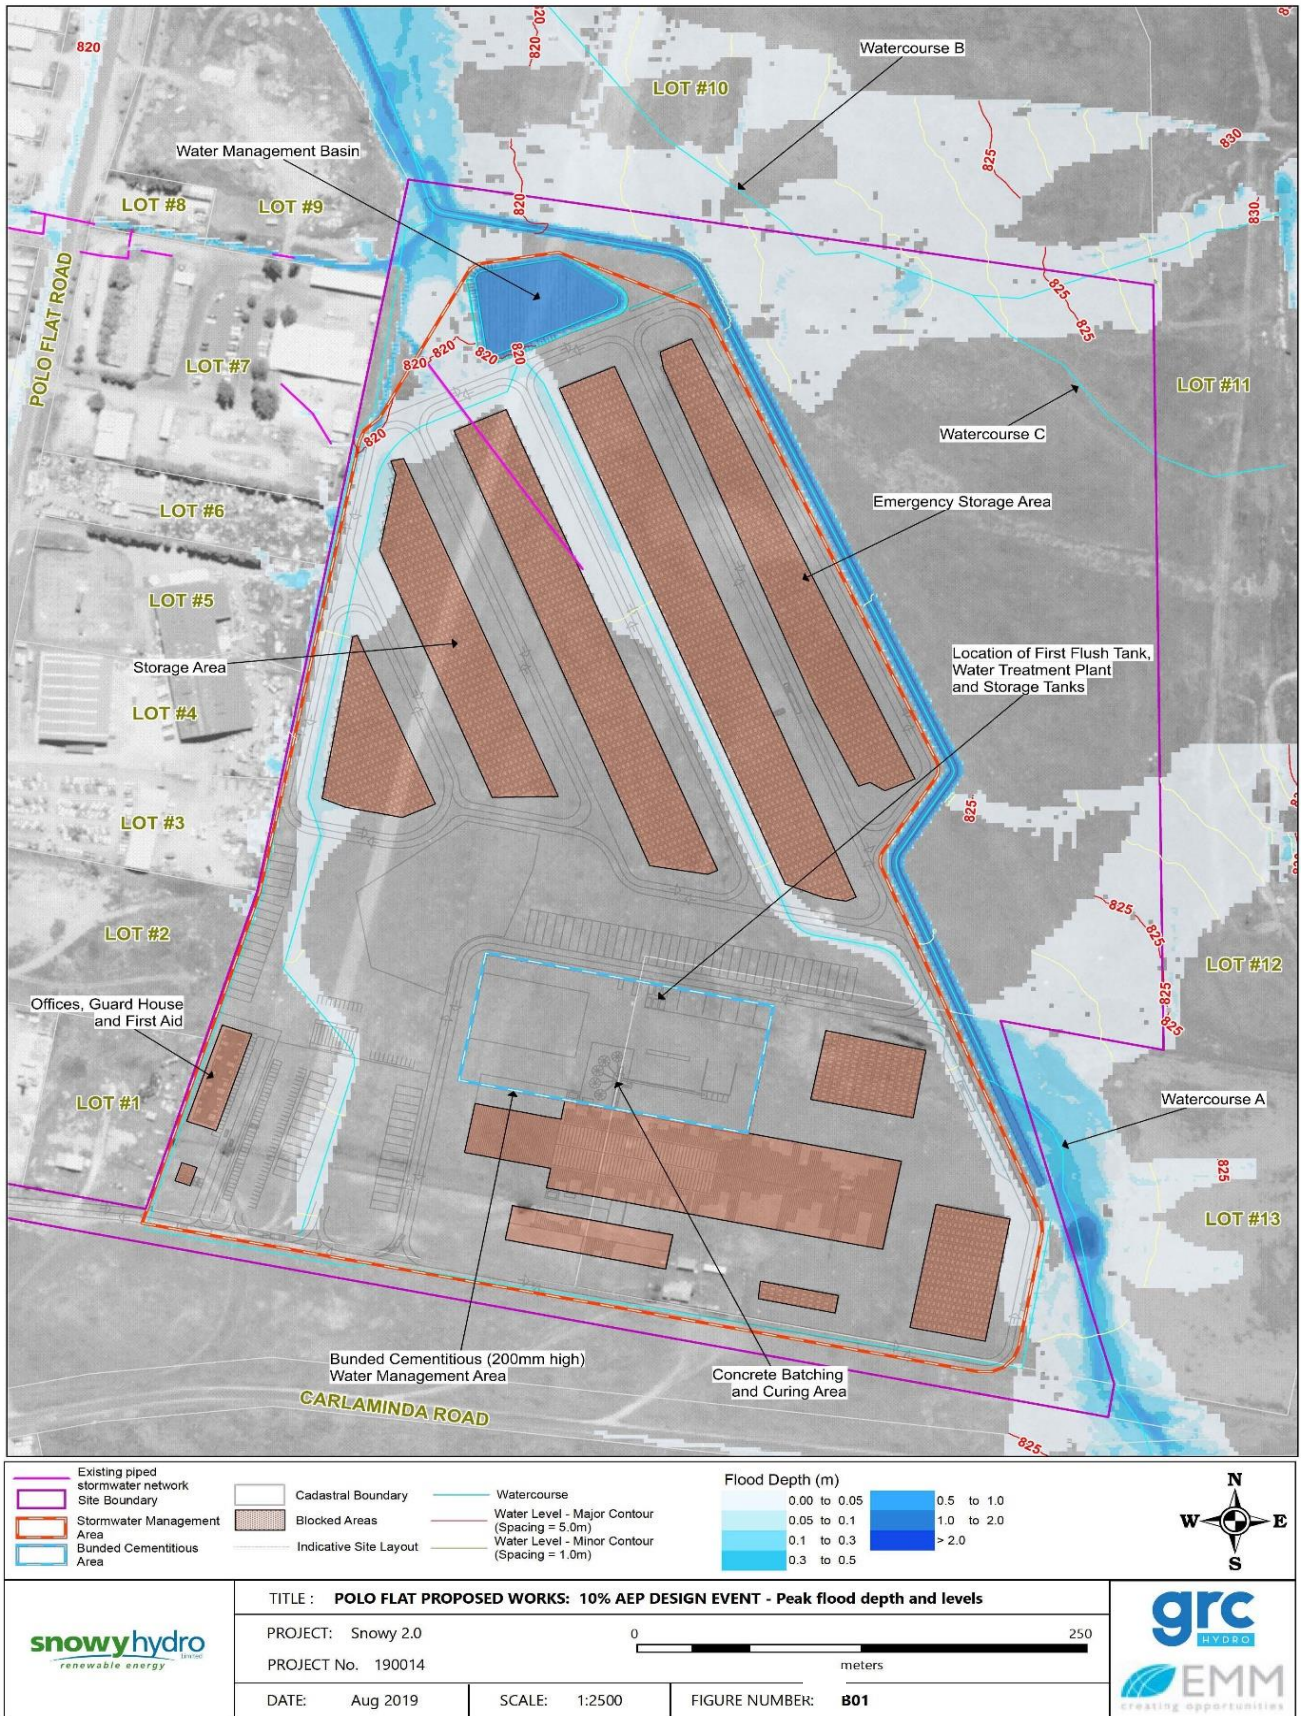 820
820
820
Watercourse B
LOT #10
825
830
Water Management Basin
LOT #8
LOT #9
820
830
POLO FLAT ROAD
825
825
820
820
820
820
LOT #7
LOT #11
820
Watercourse C
LOT #6
Emergency Storage Area
LOT #5
Storage Area
Location of First Flush Tank,
Water Treatment Plant
and Storage Tanks
LOT #4
LOT #3
825
825
825
LOT #2
LOT #12
825
825
Offices, Guard House
and First Aid
LOT #1
Watercourse A
825
LOT #13
Bunded Cementitious (200mm high)
Water Management Area
Concrete Batching
and Curing Area
CARLAMINDA ROAD
825
Existing piped
stormwater network
Site Boundary
Stormwater Management
Area
Bunded Cementitious
Area
Cadastral Boundary
Blocked Areas
Indicative Site Layout
Watercourse
Water Level - Major Contour
(Spacing = 5.0m)
Water Level - Minor Contour
(Spacing = 1.0m)
Flood Depth (m)
0.00 to 0.05
0.05 to 0.1
0.1 to 0.3
0.3 to 0.5
0.5 to 1.0
1.0 to 2.0
> 2.0
N
W E
S
TITLE : POLO FLAT PROPOSED WORKS: 10% AEP DESIGN EVENT - Peak flood depth and levels
PROJECT: Snowy 2.0
PROJECT No. 190014
0 250
meters
DATE: Aug 2019
SCALE: 1:2500
FIGURE NUMBER: B01
snowyhydro
limited
renewable energy
grc
HYDRO
EMM
creating opportunities